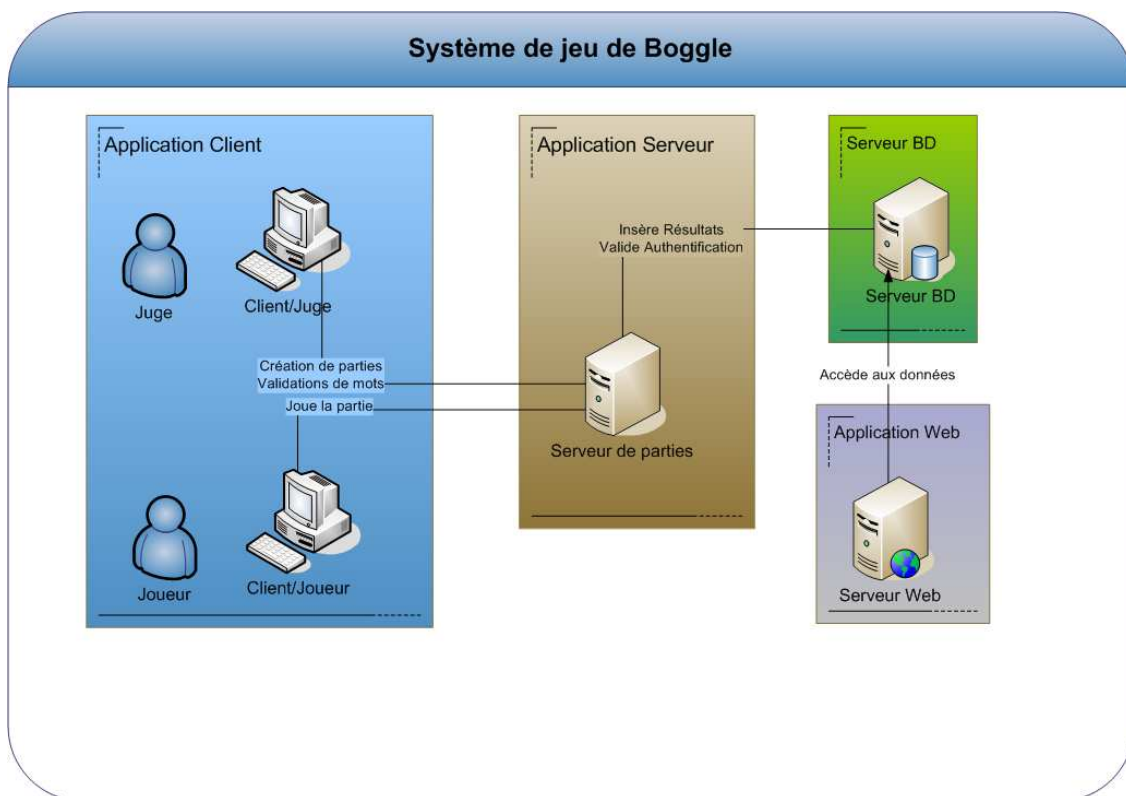 Système de jeu de Boggle
Application Client
Juge
Client/Juge
Création de parties
Validations de mots
Joue la partie
Joueur
Client/Joueur
Application Serveur
Insère Résultats
Valide Authentification
Serveur de parties
Serveur BD
Serveur BD
Accède aux données
Application Web
Serveur Web